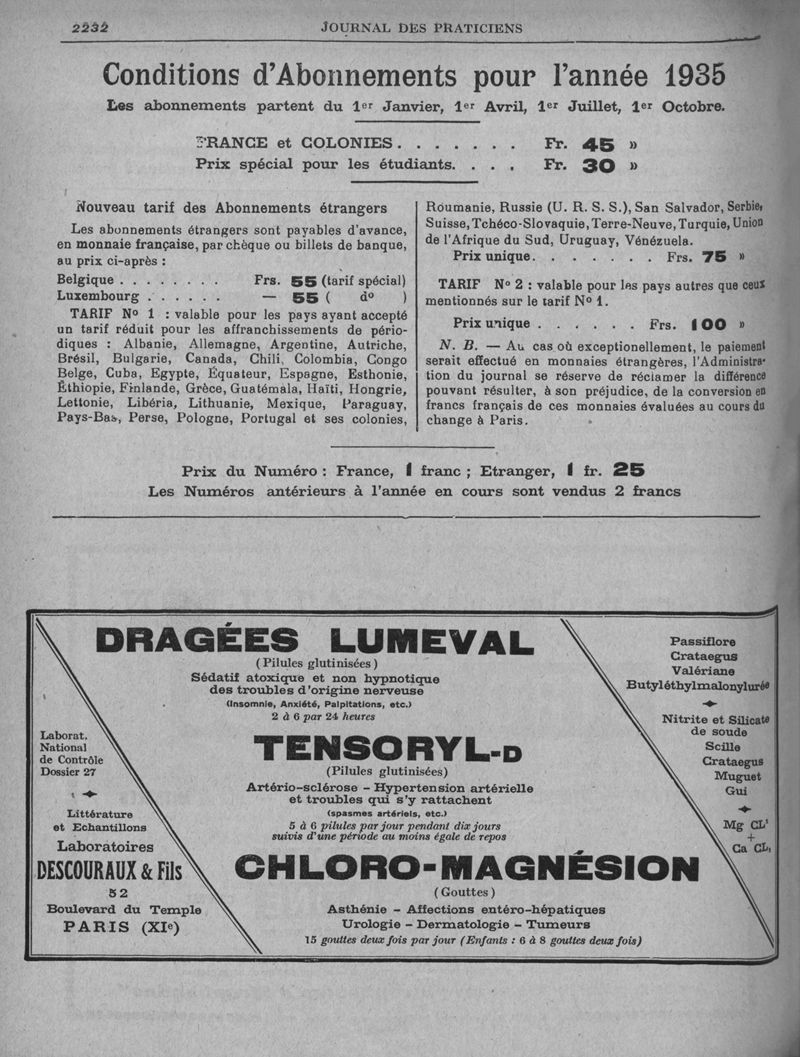 2232
JOURNAL DES PRATICIENS
Conditions d'Abonnements pour l'année 1935
Les abonnements partent du 1er Janvier, 1er Avril, 1er Juillet, 1er Octobre.
FRANCE et COLONIES. . . . . . . Fr. 45 »
Prix spécial pour les étudiants. . . . Fr. 30 »
Nouveau tarif des Abonnements étrangers
Les abonnements étrangers sont payables d'avance,
en monnaie française, par chèque ou billets de banque,
au prix ci-après :
Belgique . . . . . . . . Frs. 55 (tarif spécial)
Luxembourg . . . . . . — 55 ( do )
TARIF No 1 : valable pour les pays ayant accepté
un tarif réduit pour les affranchissements de pério-
diques : Albanie, Allemagne, Argentine, Autriche,
Brésil, Bulgarie, Canada, Chili, Colombia, Congo
Belge, Cuba, Egypte, Équateur, Espagne, Esthonie,
Éthiopie, Finlande, Grèce, Guatémala, Haïti, Hongrie,
Lettonie, Libéria, Lithuanie, Mexique, Paraguay,
Pays-Bas, Perse, Pologne, Portugal et ses colonies,
Roumanie, Russie (U. R. S. S.), San Salvador, Serbie,
Suisse, Tchéco-Slovaquie, Terre-Neuve, Turquie, Union
de l'Afrique du Sud, Uruguay, Vénézuela.
Prix unique. . . . . . . Frs. 75 »
TARIF No 2 : valable pour les pays autres que ceux
mentionnés sur le tarif No 1.
Prix unique . . . . . . Frs. 100 »
N. B. — Au cas où exceptionellement, le paiement
serait effectué en monnaies étrangères, l'Administra-
tion du journal se réserve de réclamer la différence
pouvant résulter, à son préjudice, de la conversion en
francs français de ces monnaies évaluées au cours du
change à Paris.
Prix du Numéro : France, 1 franc ; Etranger, 1 fr. 25
Les Numéros antérieurs à l'année en cours sont vendus 2 francs
DRAGÉES LUMEVAL
(Pilules glutinisées)
Sédatif atoxique et non hypnotique
des troubles d'origine nerveuse
(Insomnie, Anxiété, Palpitations, etc.)
2 à 6 par 24 heures
Passiflore
Crataegus
Valériane
Butyléthylmalonylurée
Laborat.
National
de Contrôle
Dossier 27
TENSORYL-D
(Pilules glutinisées)
Artério-sclérose - Hypertension artérielle
et troubles qui s'y rattachent
(spasmes artériels, etc.)
5 à 6 pilules par jour pendant dix jours
suivis d'une période au moins égale de repos
Nitrite et Silicate
de soude
Scille
Crataegus
Muguet
Gui
Littérature
et Echantillons
Laboratoires
DESCOURAUX & Fils
52
Boulevard du Temple
PARIS (XIe)
CHLORO-MAGNÉSION
(Gouttes)
Asthénie - Affections entéro-hépatiques
Urologie - Dermatologie - Tumeurs
15 gouttes deux fois par jour (Enfants : 6 à 8 gouttes deux fois)
Mg CL
+
Ca CL